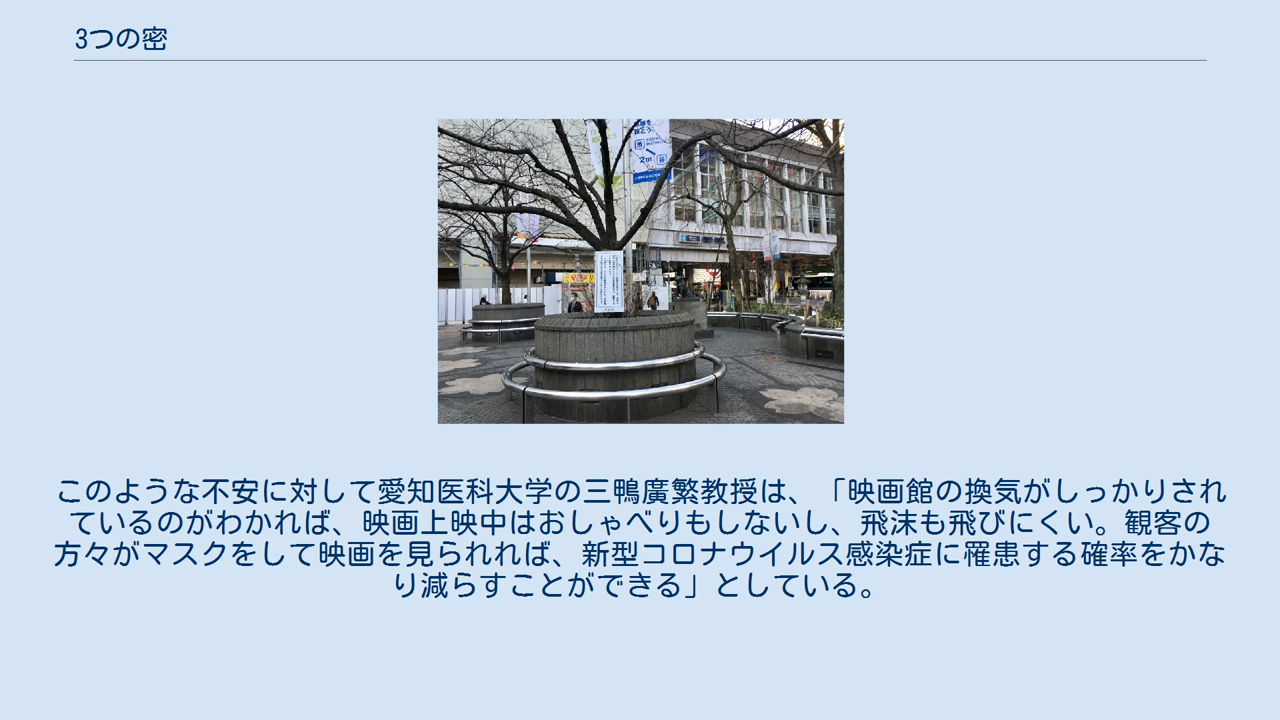 3つの密
2m
このような不安に対して愛知医科大学の三鴨廣繁教授は、「映画館の換気がしっかりされ
ているのがわかれば、映画上映中はおしゃべりもしないし、飛沫も飛びにくい。観客の
方々がマスクをして映画を見られれば、新型コロナウイルス感染症に罹患する確率をかな
り減らすことができる」としている。